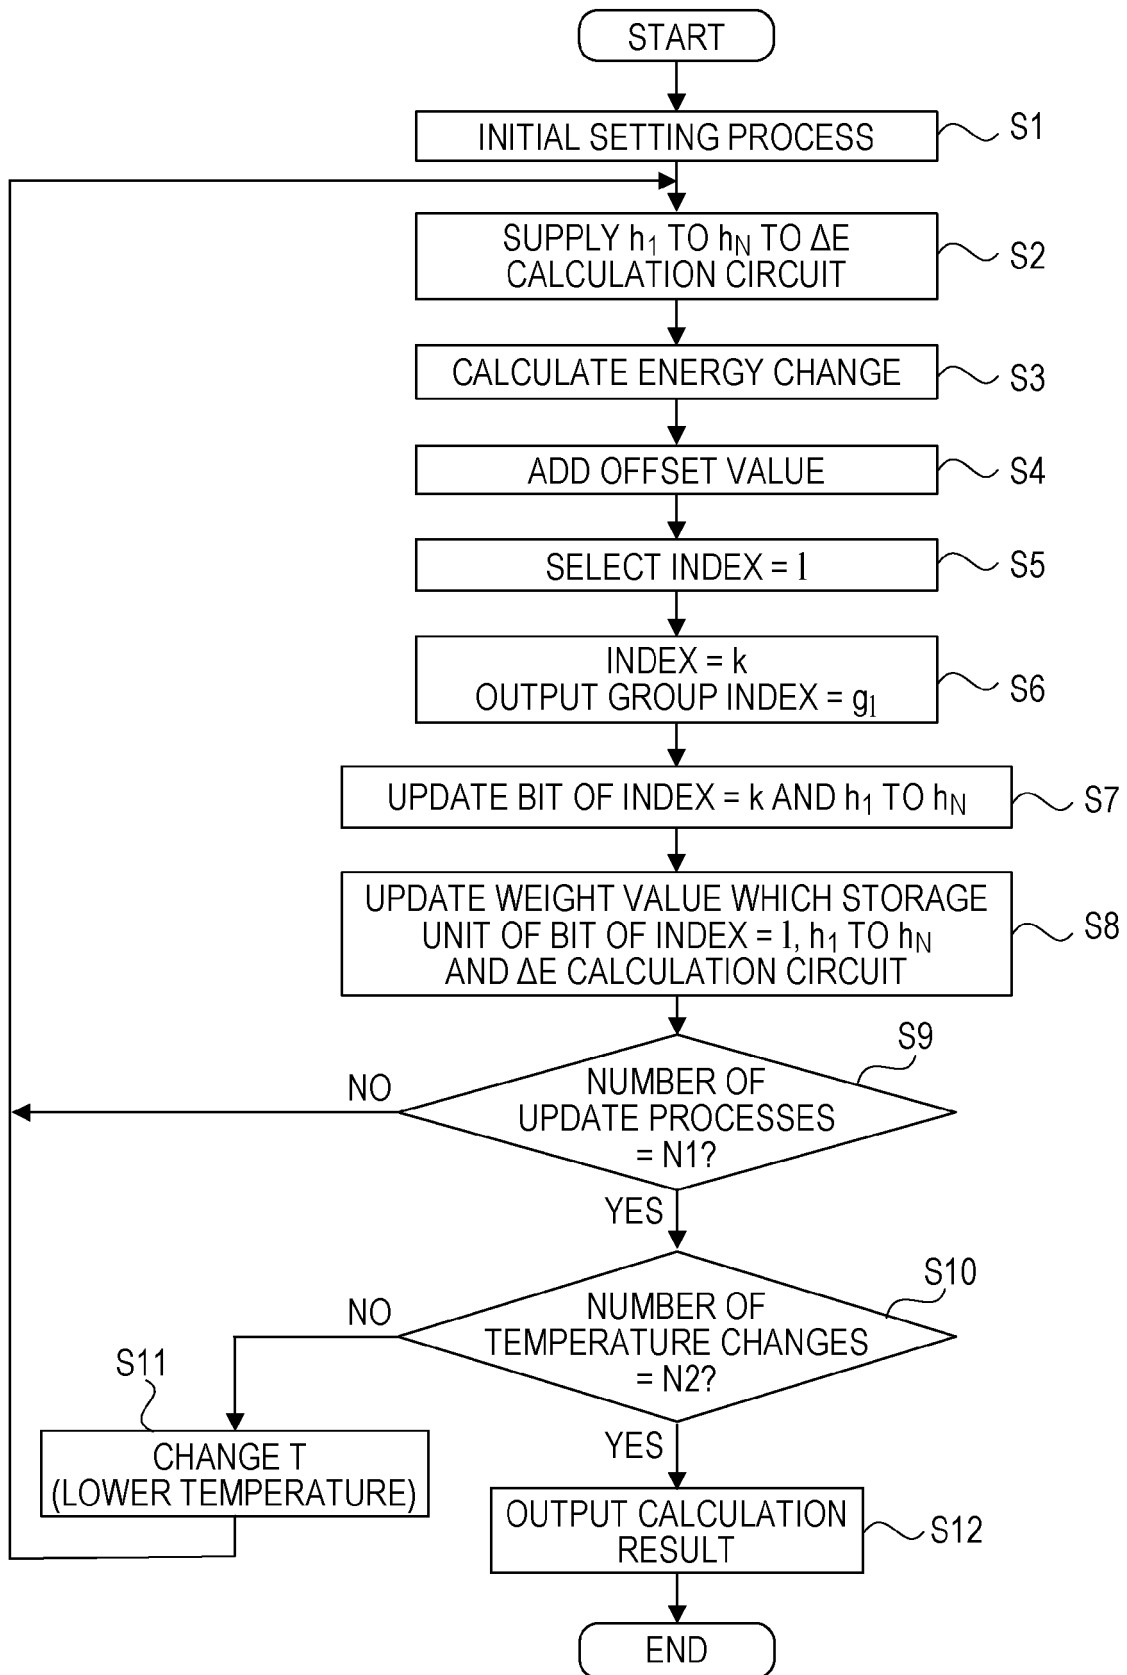 START
INITIAL SETTING PROCESS
S1
SUPPLY h₁ TO hN TO ΔE
CALCULATION CIRCUIT
S2
CALCULATE ENERGY CHANGE
S3
ADD OFFSET VALUE
S4
SELECT INDEX = l
S5
INDEX = k
OUTPUT GROUP INDEX = gl
S6
UPDATE BIT OF INDEX = k AND h₁ TO hN
S7
UPDATE WEIGHT VALUE WHICH STORAGE
UNIT OF BIT OF INDEX = l, h₁ TO hN
AND ΔE CALCULATION CIRCUIT
S8
S9
NO
NUMBER OF
UPDATE PROCESSES
= N1?
YES
S10
NO
NUMBER OF
TEMPERATURE CHANGES
= N2?
S11
YES
CHANGE T
(LOWER TEMPERATURE)
OUTPUT CALCULATION
RESULT
S12
END